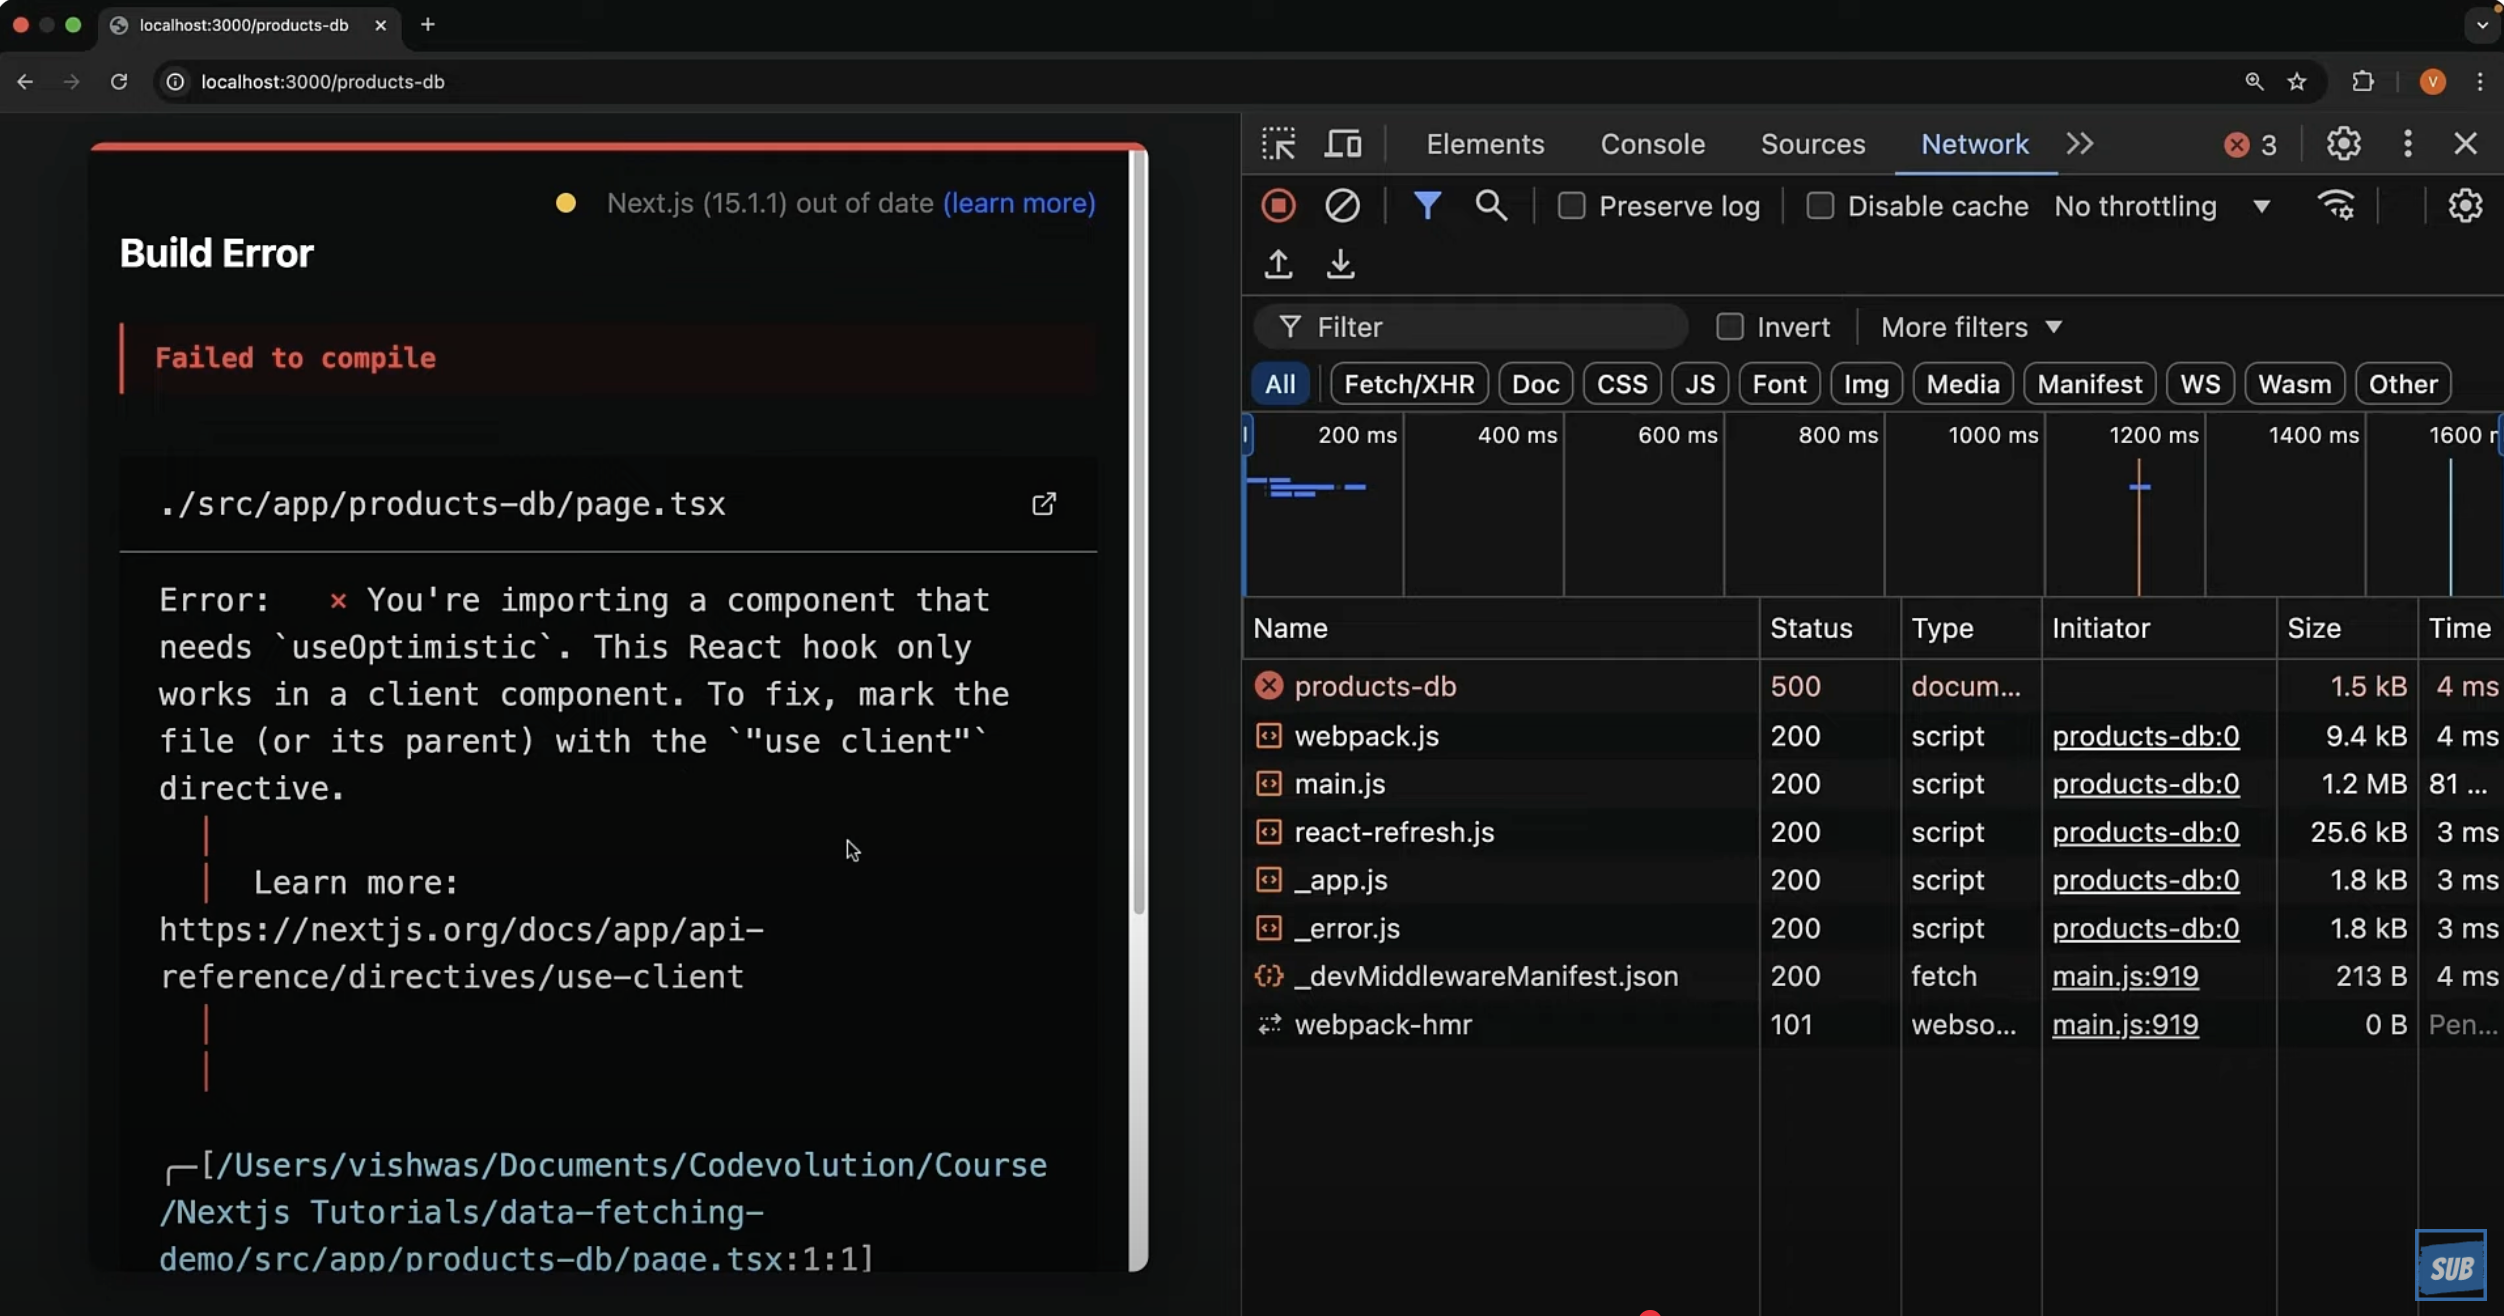 localhost:3000/products-db
localhost:3000/products-db
V
Next.js (15.1.1) out of date (learn more)
Build Error
Failed to compile
./src/app/products-db/page.tsx
Error:   × You're importing a component that
needs `useOptimistic`. This React hook only
works in a client component. To fix, mark the
file (or its parent) with the `"use client"`
directive.
Learn more:
https://nextjs.org/docs/app/api-
reference/directives/use-client
[/Users/vishwas/Documents/Codevolution/Course
/Nextjs Tutorials/data-fetching-
demo/src/app/products-db/page.tsx:1:1]
Elements Console Sources Network 3
Preserve log Disable cache No throttling
Filter Invert More filters
All Fetch/XHR Doc CSS JS Font Img Media Manifest WS Wasm Other
200 ms 400 ms 600 ms 800 ms 1000 ms 1200 ms 1400 ms 1600
Name Status Type Initiator Size Time
products-db 500 docum... 1.5 kB 4 ms
webpack.js 200 script products-db:0 9.4 kB 4 ms
main.js 200 script products-db:0 1.2 MB 81 ...
react-refresh.js 200 script products-db:0 25.6 kB 3 ms
_app.js 200 script products-db:0 1.8 kB 3 ms
_error.js 200 script products-db:0 1.8 kB 3 ms
_devMiddlewareManifest.json 200 fetch main.js:919 213 B 4 ms
webpack-hmr 101 webso... main.js:919 0 B Pen...
SUB